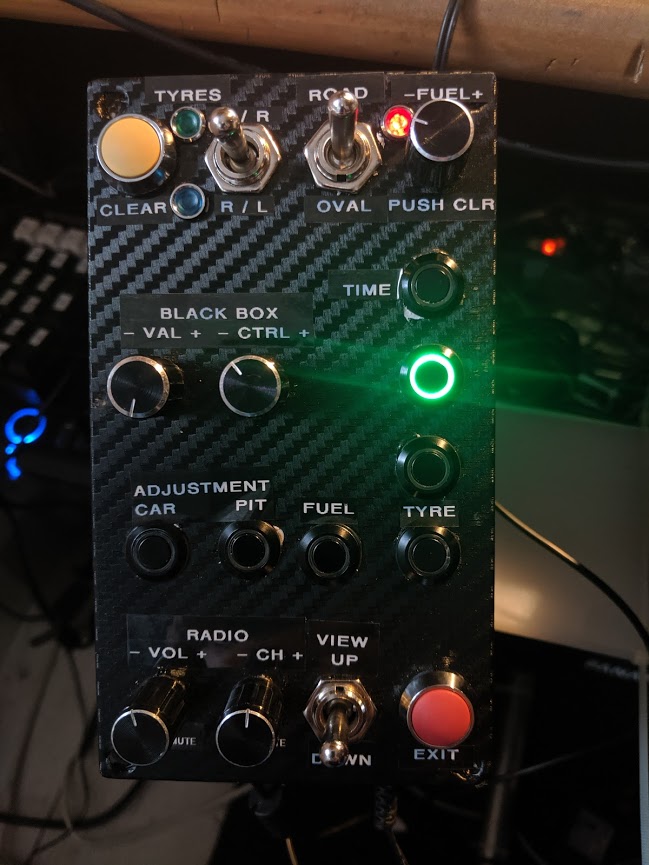 TYRES
ROAD
-FUEL+
/ R
CLEAR
R / L
OVAL
PUSH CLR
TIME
BLACK BOX
- VAL + - CTRL +
ADJUSTMENT
CAR
PIT
FUEL
TYRE
RADIO
- VOL + - CH +
VIEW
UP
MUTE
DOWN
EXIT